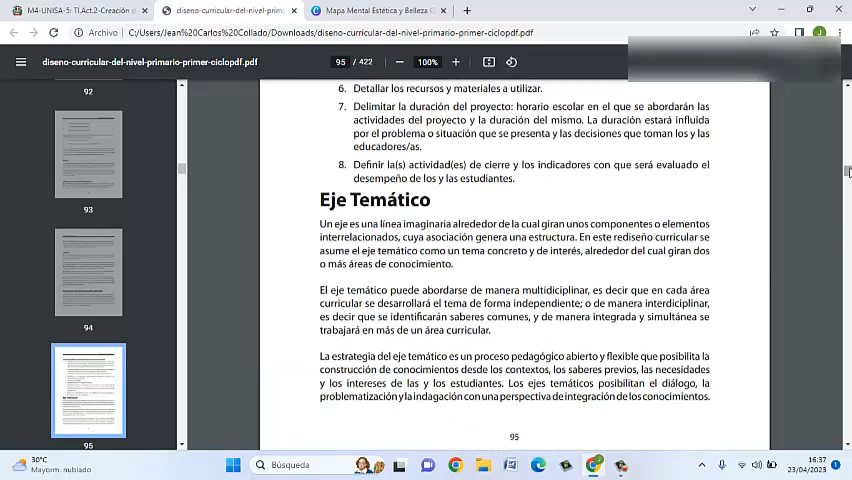 M4-UNISA-5: TI.Act.2-Creación d
diseno-curricular-del-nivel-prima
Mapa Mental Estética y Belleza C
Archivo
C:/Users/Jean%20Carlos%20Collado/Downloads/diseno-curricular-del-nivel-primario-primer-ciclopdf.pdf
diseno-curricular-del-nivel-primario-primer-ciclopdf.pdf
95 / 422
100%
92
93
94
95
6. Detallar los recursos y materiales a utilizar.
7. Delimitar la duración del proyecto: horario escolar en el que se abordarán las
actividades del proyecto y la duración del mismo. La duración estará influida
por el problema o situación que se presenta y las decisiones que toman los y las
educadores/as.
8. Definir la(s) actividad(es) de cierre y los indicadores con que será evaluado el
desempeño de los y las estudiantes.
Eje Temático
Un eje es una línea imaginaria alrededor de la cual giran unos componentes o elementos
interrelacionados, cuya asociación genera una estructura. En este rediseño curricular se
asume el eje temático como un tema concreto y de interés, alrededor del cual giran dos
o más áreas de conocimiento.
El eje temático puede abordarse de manera multidiciplinar, es decir que en cada área
curricular se desarrollará el tema de forma independiente; o de manera interdiciplinar,
es decir que se identificarán saberes comunes, y de manera integrada y simultánea se
trabajará en más de un área curricular.
La estrategia del eje temático es un proceso pedagógico abierto y flexible que posibilita la
construcción de conocimientos desde los contextos, los saberes previos, las necesidades
y los intereses de las y los estudiantes. Los ejes temáticos posibilitan el diálogo, la
problematización y la indagación con una perspectiva de integración de los conocimientos.
95
30°C
Mayorm. nublado
Búsqueda
16:37
23/04/2023